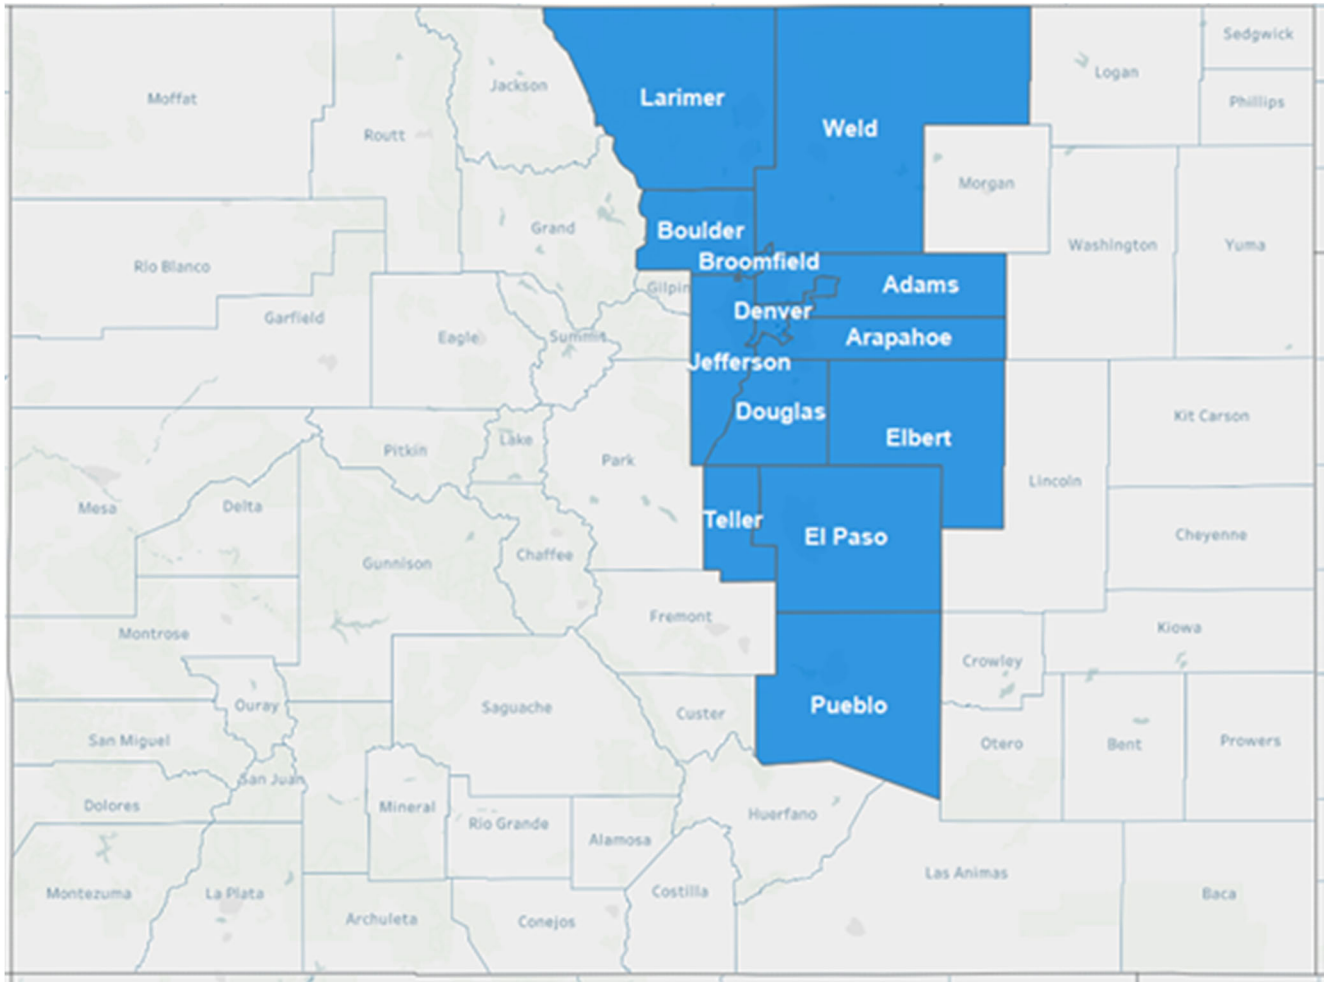 Sedgwick
Logan
Jackson
Moffat
Larimer
Phillips
Weld
Routt
Morgan
Grand
Boulder
Washington
Yuma
Rio Blanco
Broomfield
Gilpin
Adams
Denver
Garfield
Eagle
Summit
Arapahoe
Jefferson
Douglas
Kit Carson
Elbert
Lake
Pitkin
Park
Lincoln
Mesa
Delta
Teller
El Paso
Cheyenne
Chaffee
Gunnison
Fremont
Kiowa
Montrose
Crowley
Ouray
Saguache
Pueblo
Custer
San Miguel
Otero
Bent
Prowers
San Juan
Dolores
Mineral
Huerfano
Rio Grande
Alamosa
Las Animas
Montezuma
La Plata
Costilla
Baca
Archuleta
Conejos